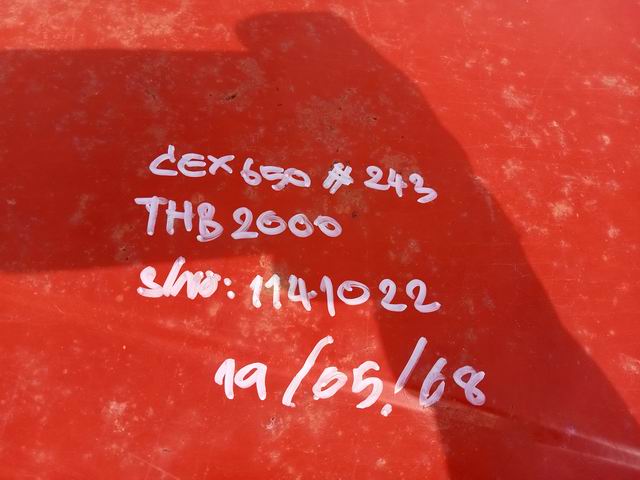 CEX 650 # 243
THB 2000
S/NO: 1141022
19/05/68